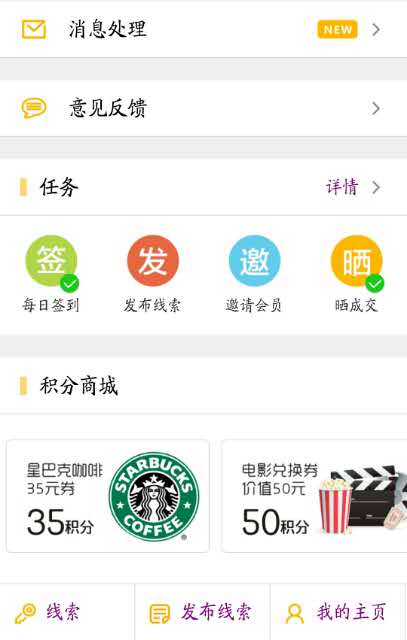 消息处理
NEW
意见反馈
任务
详情
签
发
邀
晒
每日签到
发布线索
邀请会员
晒成交
积分商城
星巴克咖啡
35元券
35积分
STARBUCKS
COFFEE
电影兑换券
价值50元
50积分
线索
发布线索
我的主页